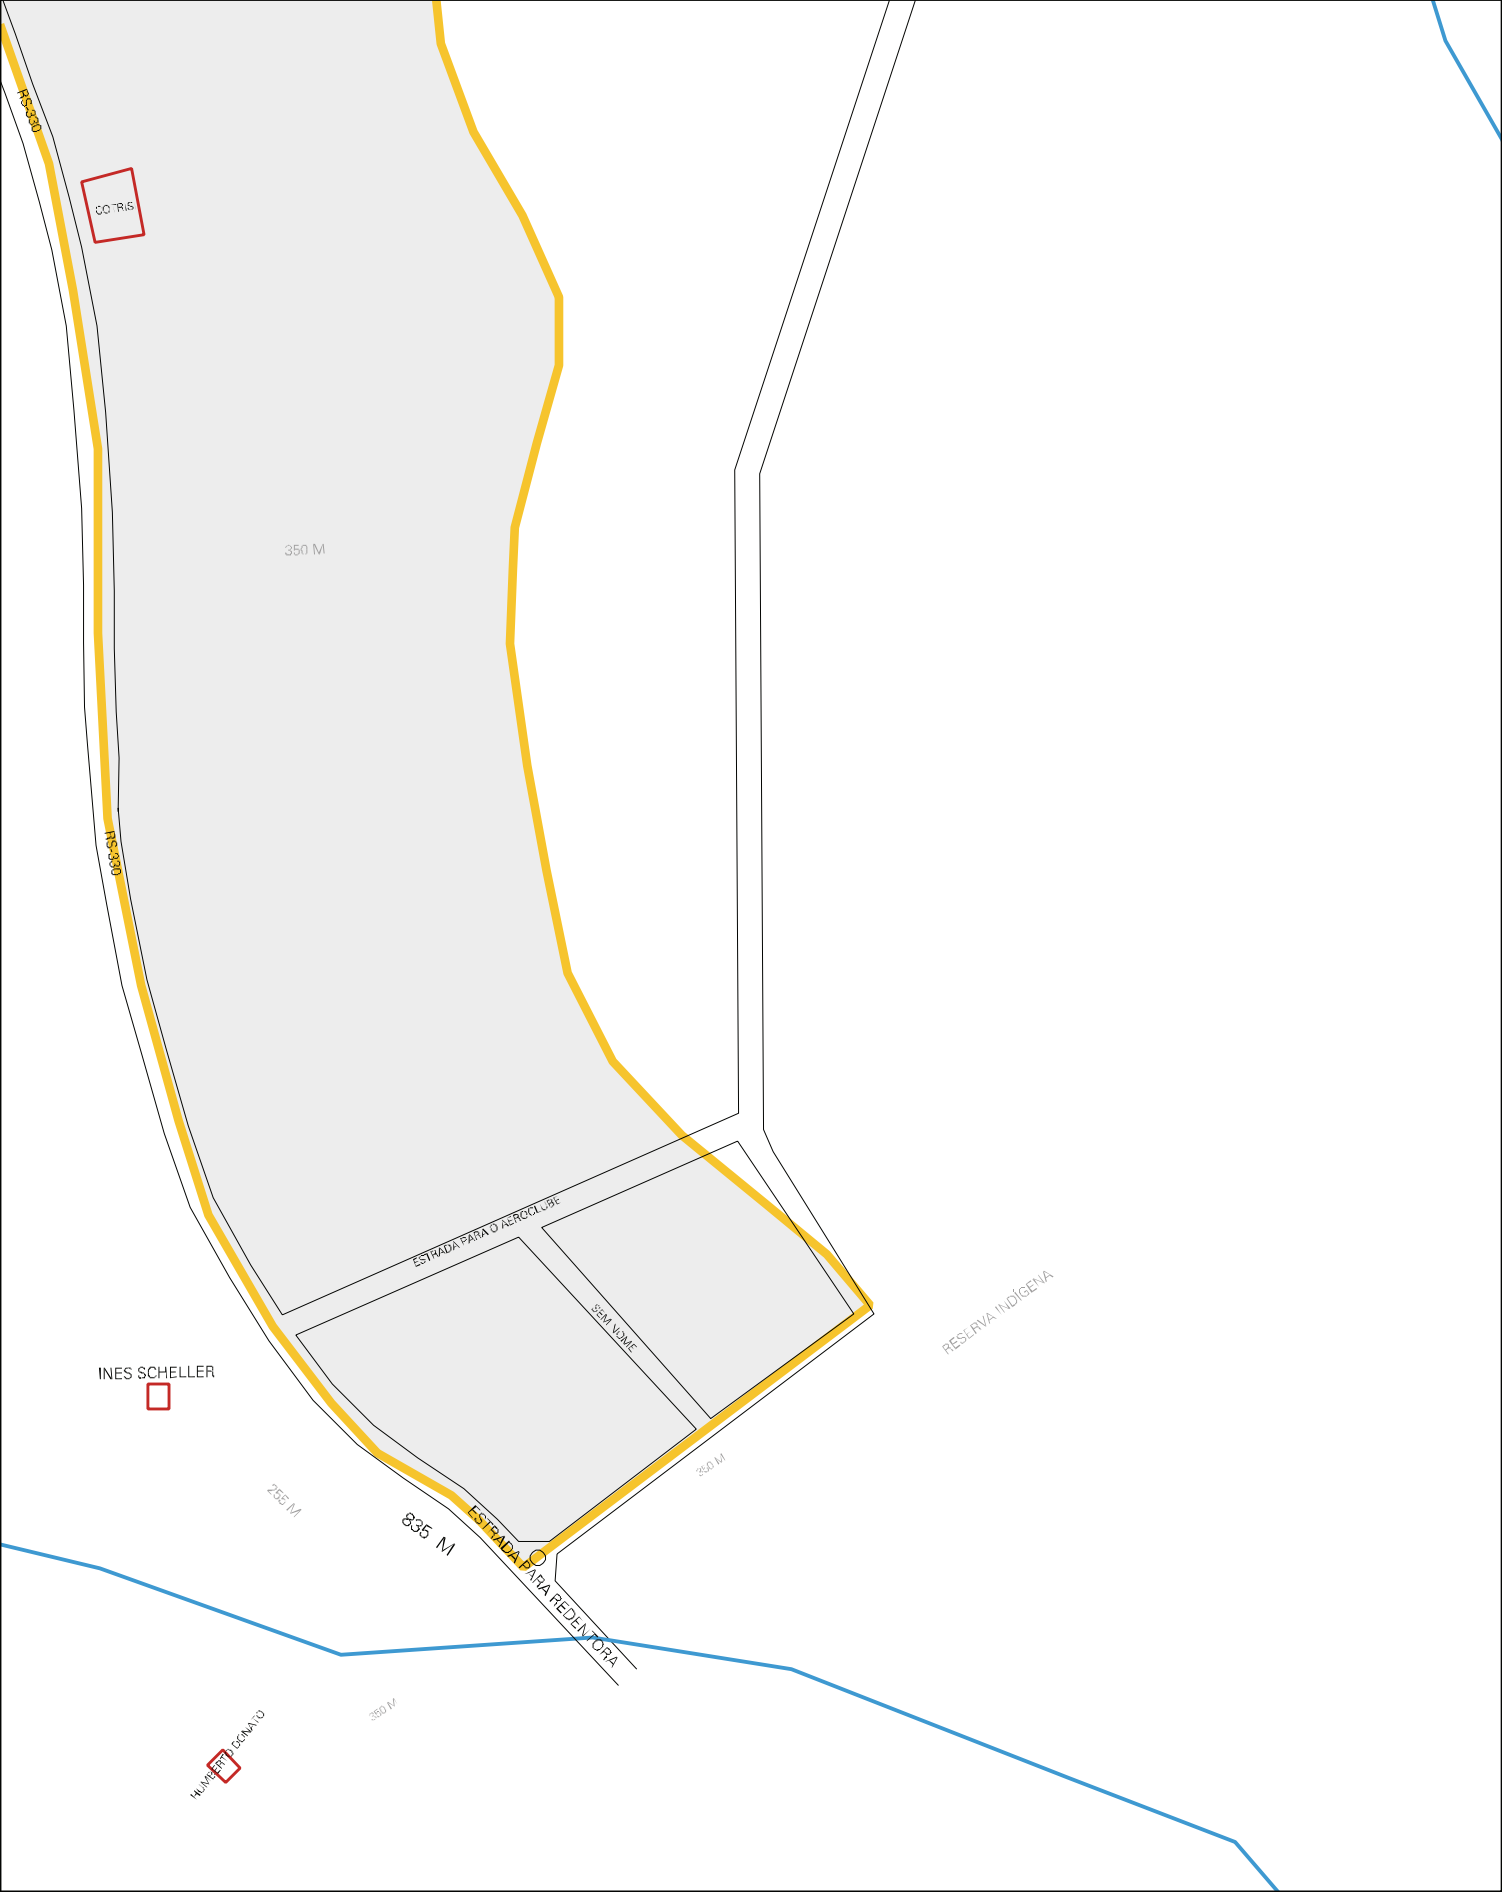 RS-330
COTRIS
350 M
RS-330
ESTRADA PARA O AEROCLUBE
SEM NOME
RESERVA INDÍGENA
INES SCHELLER
350 M
255 M
835 M
ESTRADA PARA REDENTORA
350 M
HUMBERTO DONATO